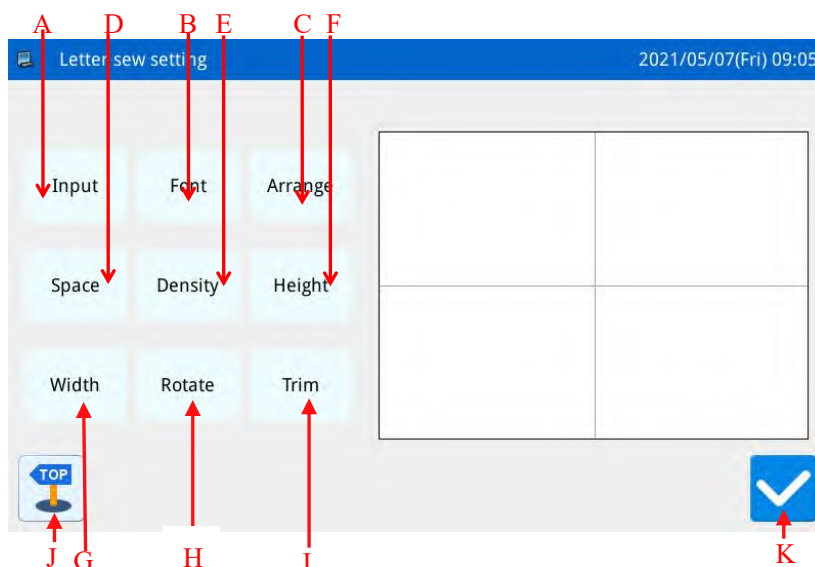 A D B E C F
Letter sew setting 2021/05/07(Fri) 09:05
Input Font Arrange
Space Density Height
Width Rotate Trim
TOP
J G H I K